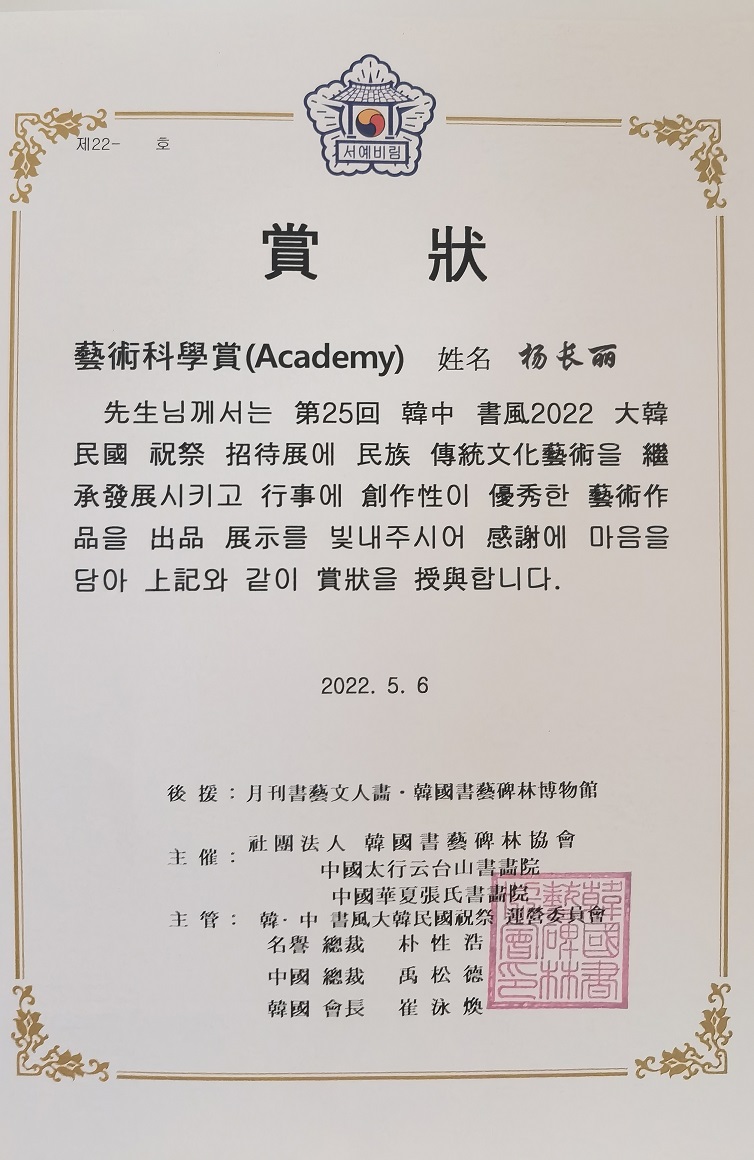 서예비림
제22-      호
賞 狀
藝術科學賞(Academy) 姓名 杨长丽
先生님께서는 第25回 韓中 書風2022 大韓
民國 祝祭 招待展에 民族 傳統文化藝術을 繼
承發展시키고 行事에 創作性이 優秀한 藝術作
品을 出品 展示를 빛내주시어 感謝에 마음을
담아 上記와 같이 賞狀을 授與합니다.
2022. 5. 6
後 援 : 月刊書藝文人畵·韓國書藝碑林博物館
主 催 : 社團法人 韓國書藝碑林協會
中國太行云台山書畵院
中國華夏張氏書畵院
主 管 : 韓·中 書風大韓民國祝祭 運營委員會
名譽 總裁 朴 性 浩
中國 總裁 禹 松 德
韓國 會長 崔 泳 煥
韓國書
藝碑林
協會印